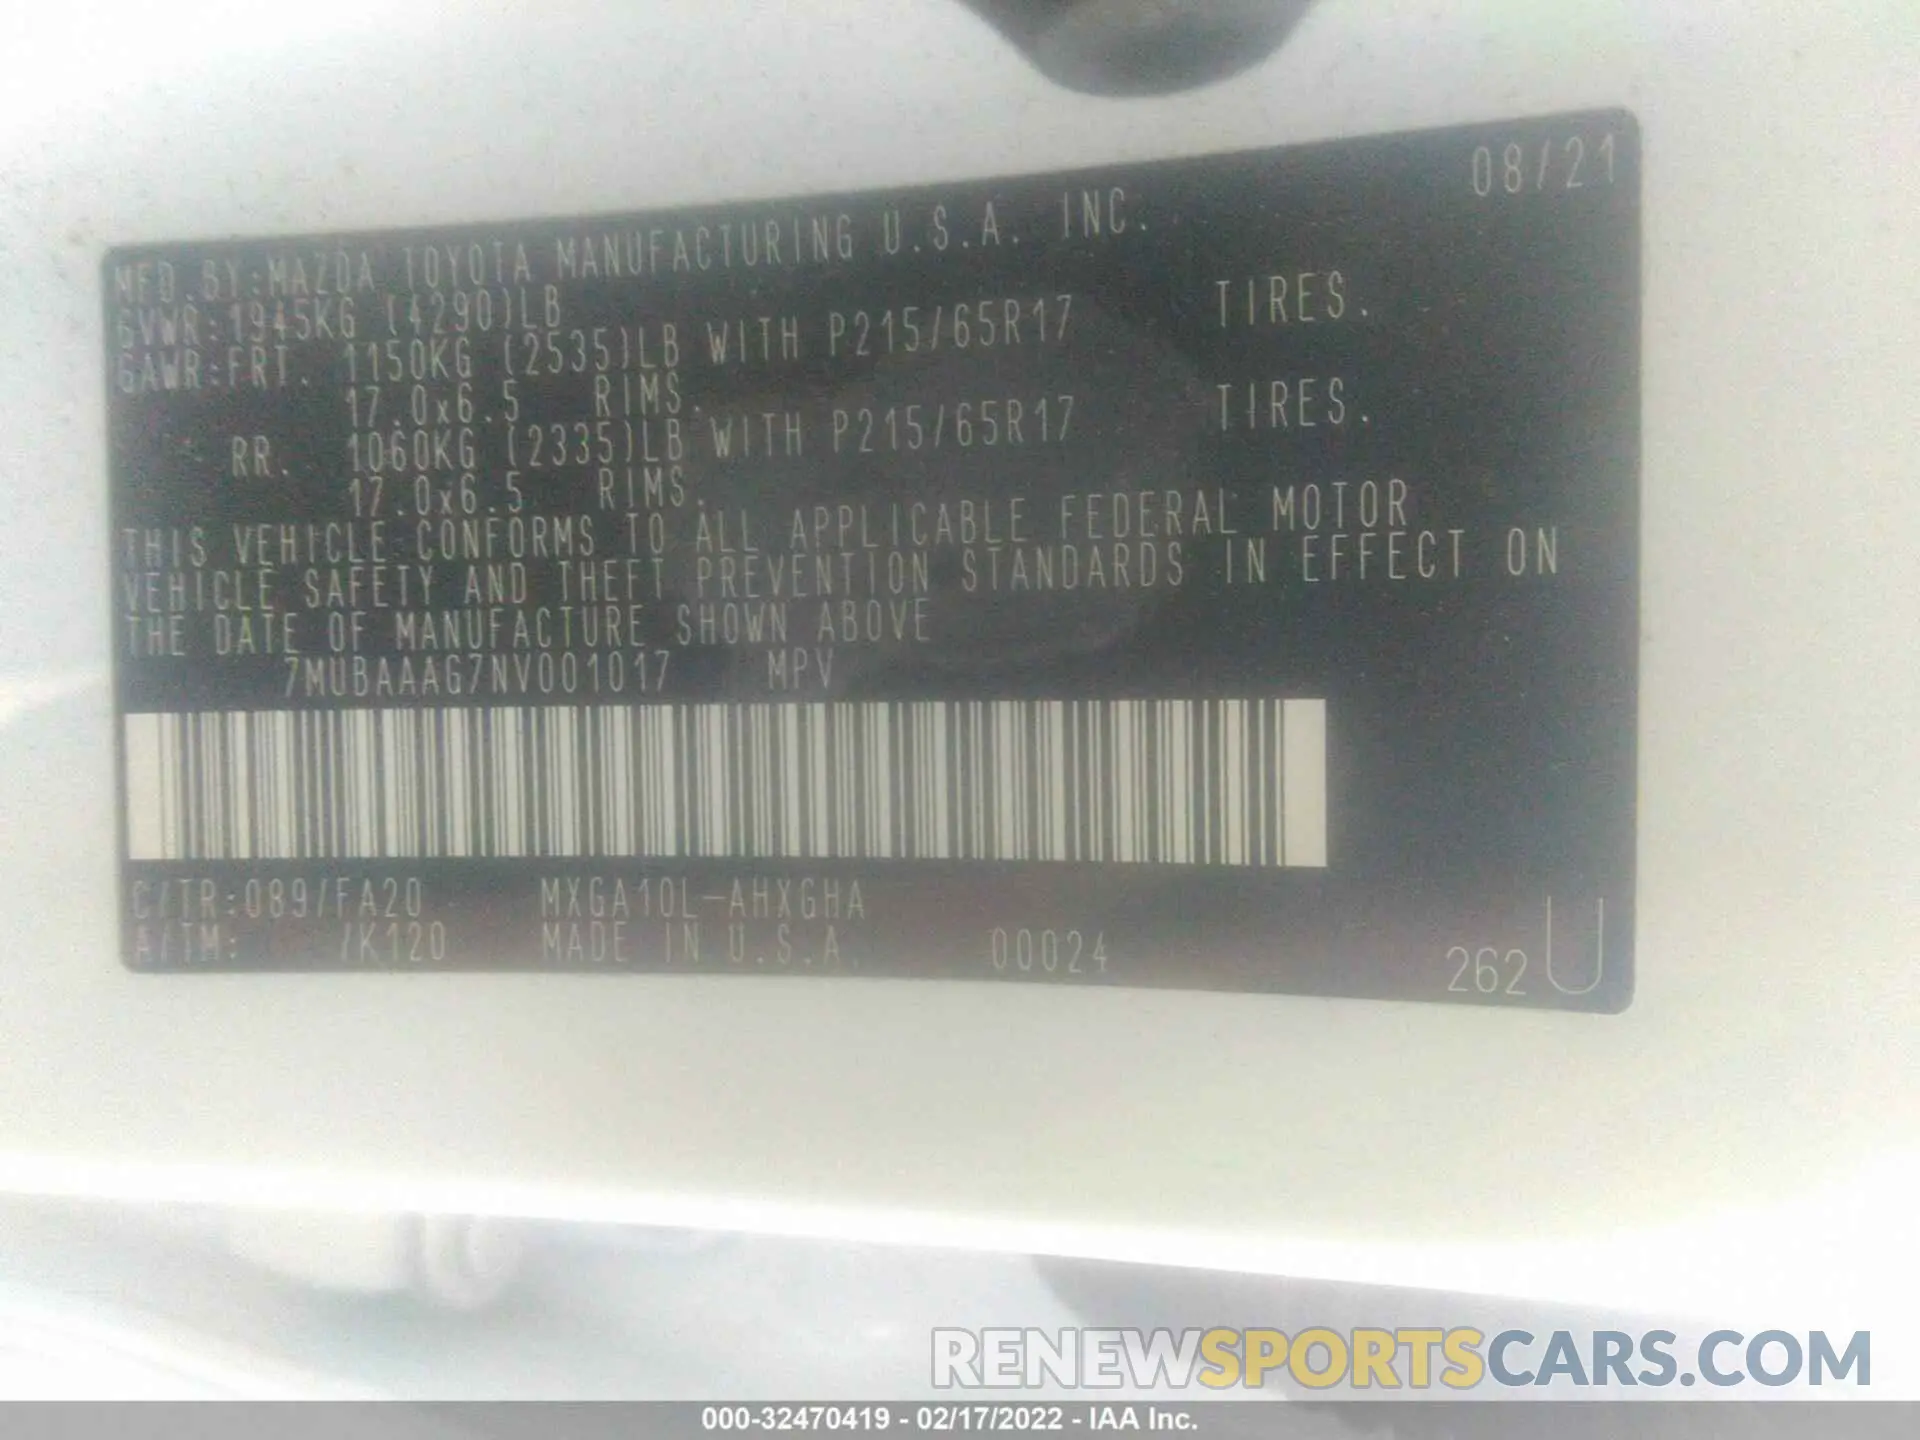 08/21
MFD.BY:MAZDA TOYOTA MANUFACTURING U.S.A. INC.
GVWR:1945KG (4290)LB
GAWR:FRT. 1150KG (2535)LB WITH P215/65R17 TIRES.
17.0x6.5 RIMS.
RR. 1060KG (2335)LB WITH P215/65R17 TIRES.
17.0x6.5 RIMS.
THIS VEHICLE CONFORMS TO ALL APPLICABLE FEDERAL MOTOR
VEHICLE SAFETY AND THEFT PREVENTION STANDARDS IN EFFECT ON
THE DATE OF MANUFACTURE SHOWN ABOVE
7MUBAAAG7NV001017 MPV
C/TR:089/FA20 MXGA10L-AHXGHA
A/TM: /K120 MADE IN U.S.A. 00024
262 U
RENEWSPORTSCARS.COM
000-32470419 - 02/17/2022 - IAA Inc.